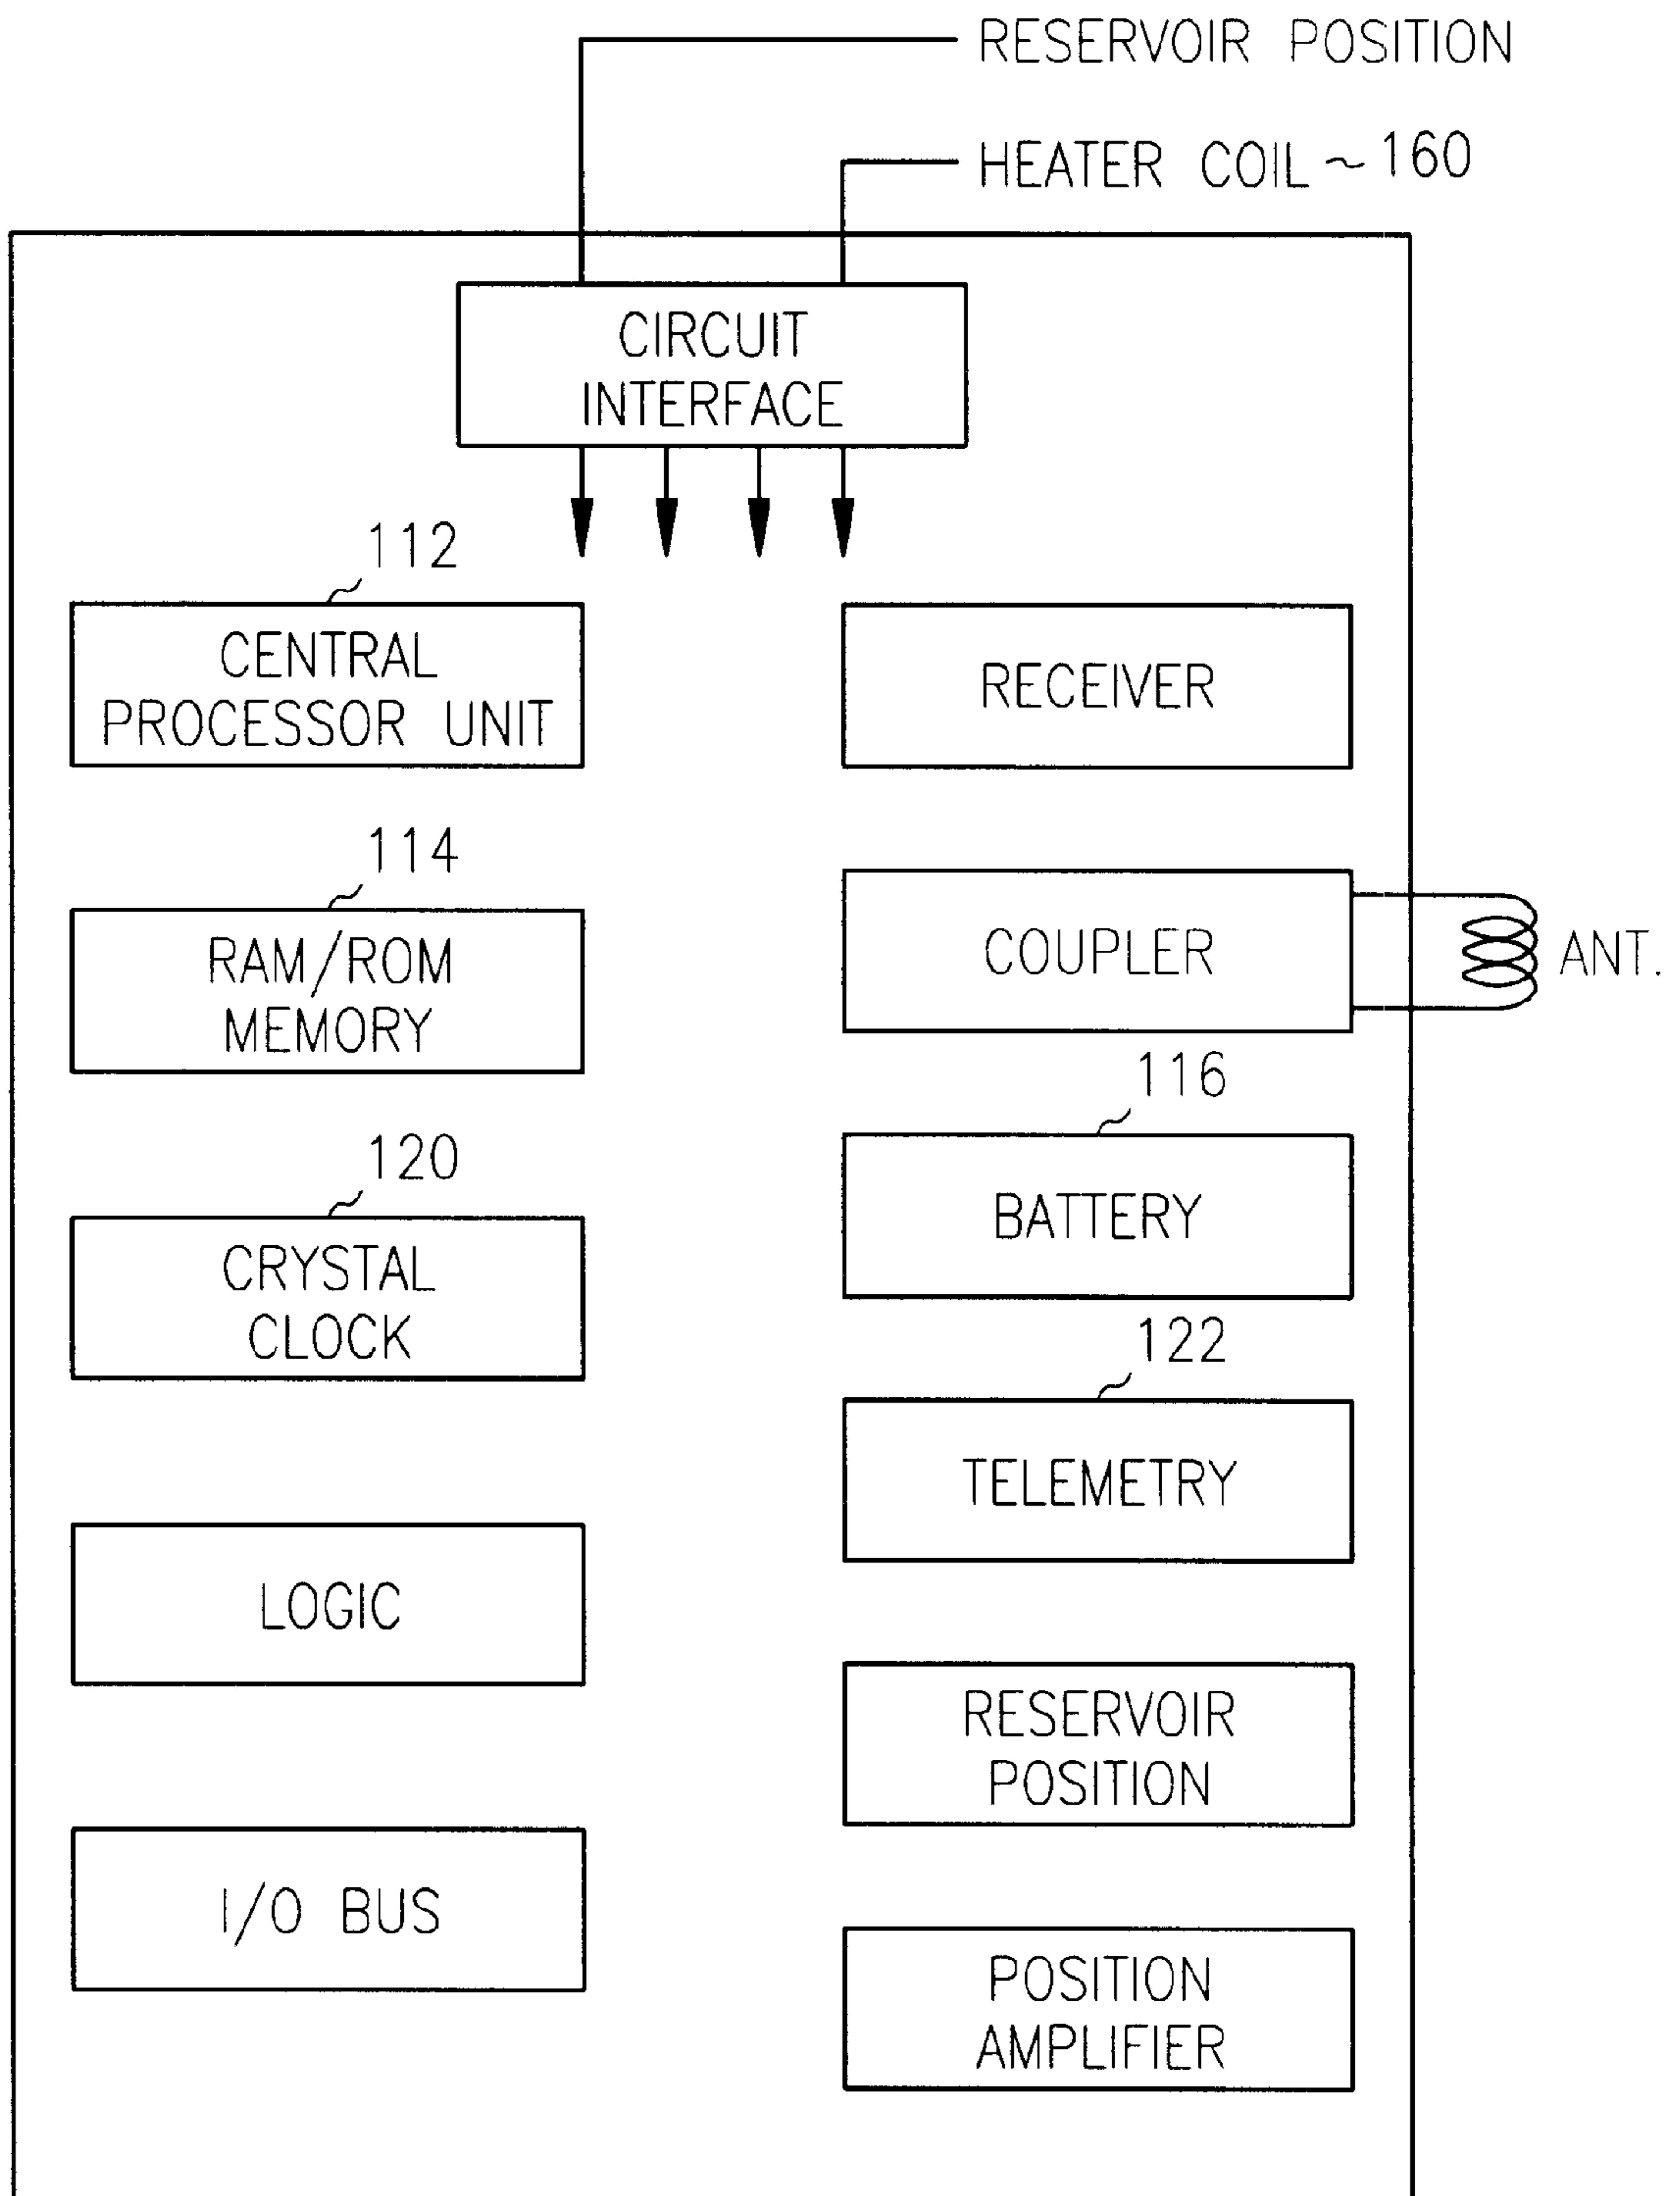 RESERVOIR POSITION
HEATER COIL ~ 160
CIRCUIT
INTERFACE
112
CENTRAL
PROCESSOR UNIT
RECEIVER
114
RAM/ROM
MEMORY
COUPLER
ANT.
116
BATTERY
120
CRYSTAL
CLOCK
122
TELEMETRY
LOGIC
RESERVOIR
POSITION
I/O BUS
POSITION
AMPLIFIER